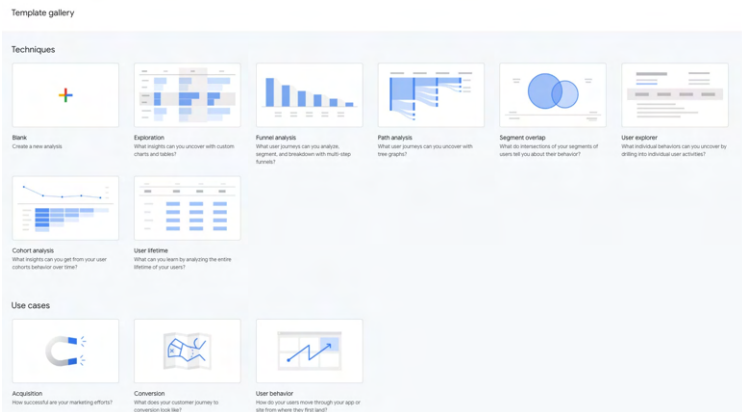 Template gallery
Techniques
Blank
Create a new analysis
Exploration
What insights can you uncover with custom
charts and tables?
Funnel analysis
What user journeys can you analyze,
segment, and breakdown with multi-step
funnels?
Path analysis
What user journeys can you uncover with
tree graphs?
Segment overlap
What do intersections of your segments of
users tell you about their behavior?
User explorer
What individual behaviors can you uncover by
drilling into individual user activities?
Cohort analysis
What insights can you get from your user
cohorts behavior over time?
User lifetime
What can you learn by analyzing the entire
lifetime of your users?
Use cases
Acquisition
How successful are your marketing efforts?
Conversion
What does your customer journey to
conversion look like?
User behavior
How do your users move through your app or
site from where they first land?